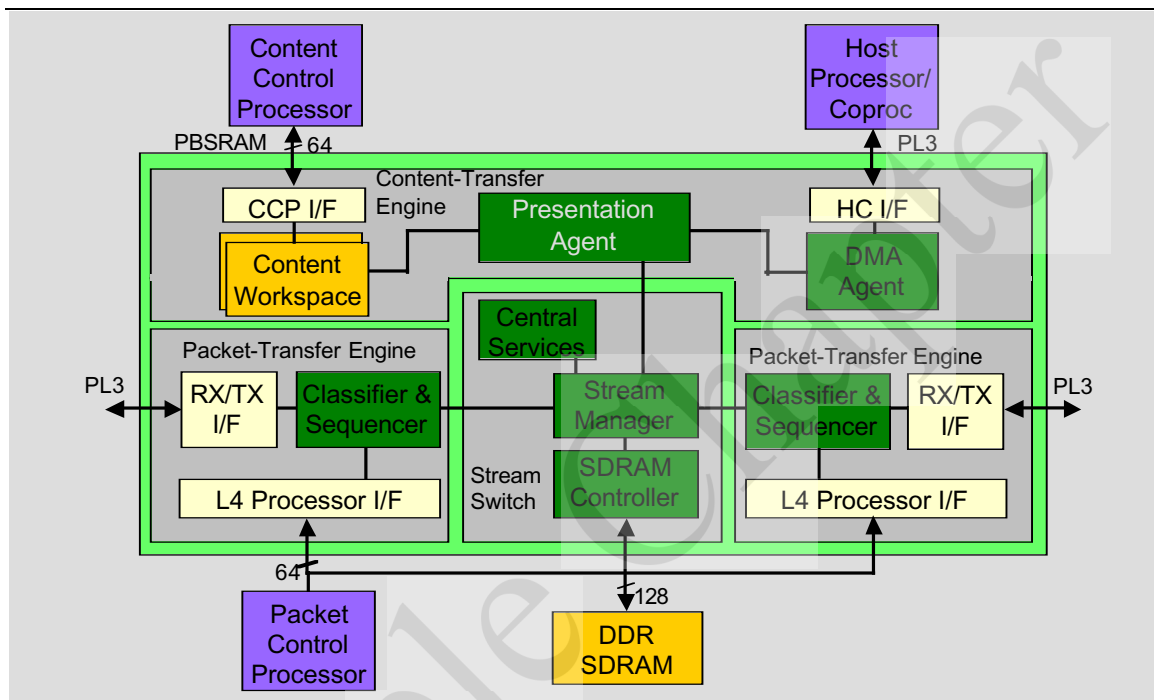 Content
Control
Processor
Host
Processor/
Coproc
PBSRAM
64
PL3
Content-Transfer
Engine
CCP I/F
Presentation
Agent
HC I/F
Content
Workspace
DMA
Agent
Central
Services
Packet-Transfer Engine
Packet-Transfer Engine
PL3
RX/TX
I/F
Classifier &
Sequencer
Stream
Manager
Classifier &
Sequencer
RX/TX
I/F
PL3
Stream
Switch
SDRAM
Controller
L4 Processor I/F
L4 Processor I/F
64
128
Packet
Control
Processor
DDR
SDRAM
le Chapter